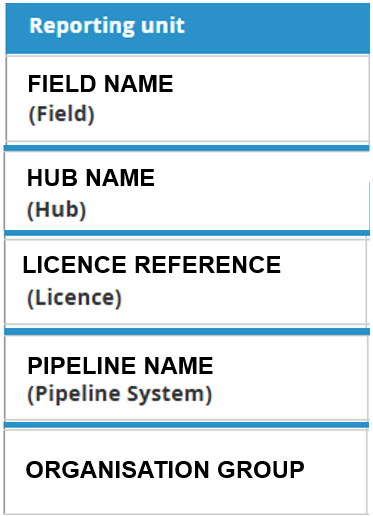 Reporting unit
FIELD NAME
(Field)
HUB NAME
(Hub)
LICENCE REFERENCE
(Licence)
PIPELINE NAME
(Pipeline System)
ORGANISATION GROUP